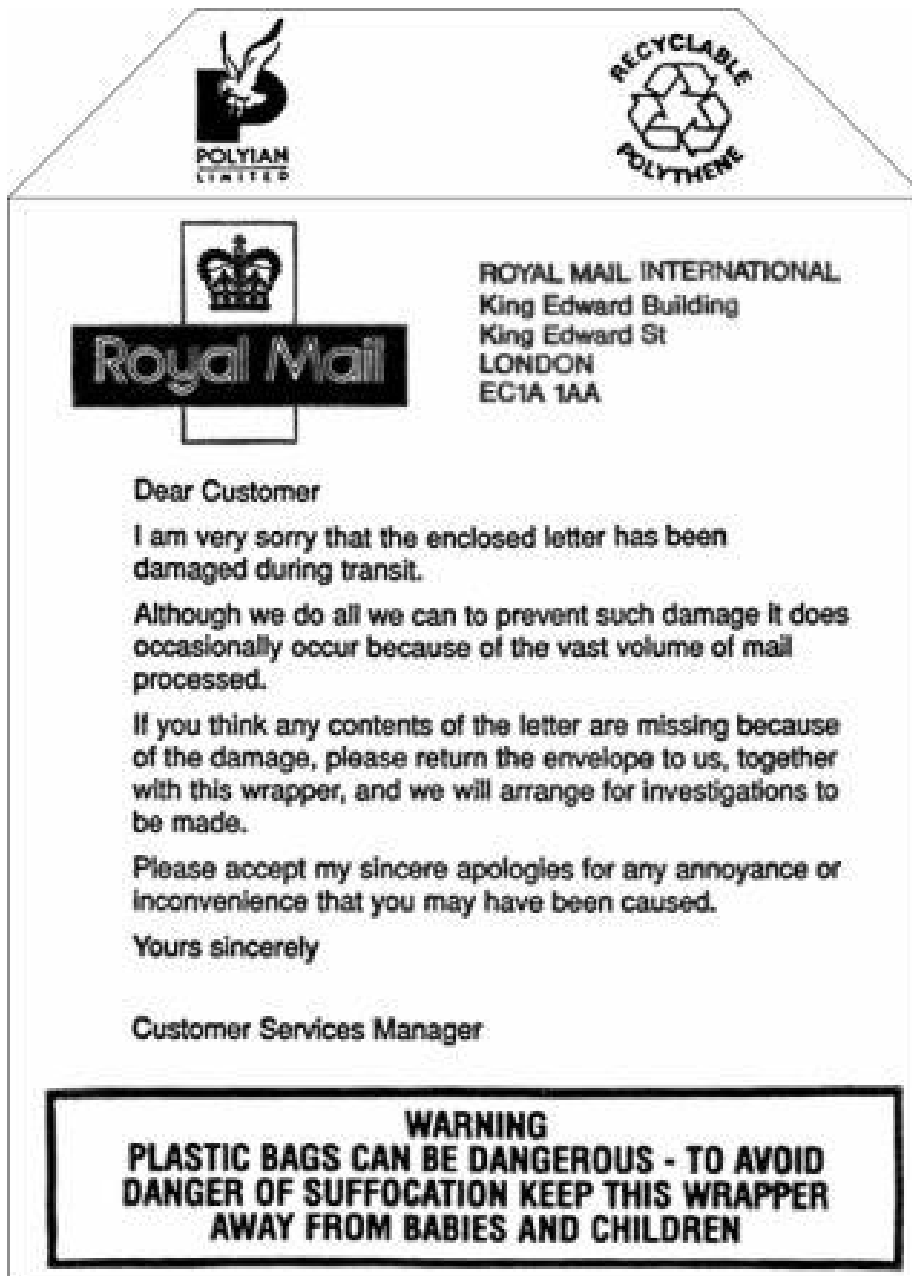 POLYIAN
LIMITED
RECYCLABLE
POLYTHENE
Royal Mail
ROYAL MAIL INTERNATIONAL
King Edward Building
King Edward St
LONDON
EC1A 1AA
Dear Customer
I am very sorry that the enclosed letter has been
damaged during transit.
Although we do all we can to prevent such damage it does
occasionally occur because of the vast volume of mail
processed.
If you think any contents of the letter are missing because
of the damage, please return the envelope to us, together
with this wrapper, and we will arrange for investigations to
be made.
Please accept my sincere apologies for any annoyance or
inconvenience that you may have been caused.
Yours sincerely
Customer Services Manager
WARNING
PLASTIC BAGS CAN BE DANGEROUS - TO AVOID
DANGER OF SUFFOCATION KEEP THIS WRAPPER
AWAY FROM BABIES AND CHILDREN